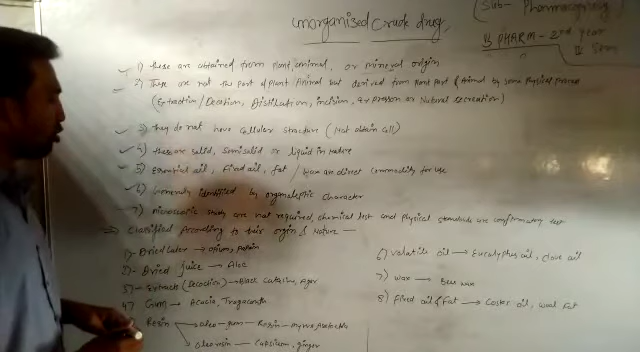 (Sub- Pharmacognosy)
unorganised Crude drug,
B PHARM - 2nd year
IV Sem
1) these are obtained from plant, animal, or mineral origin
2) These are not the part of plant/Animal but derived from plant part & Animal by some Physical process
(Extraction/Decoction, Distillation, incision, expression or Natural secreation)
3) they do not have cellular structure (Not obtain cell)
4) these are solid, semisolid or liquid in nature
5) Essential oil, Fixed oil, fat / wax are direct commodity for use
6) Generally identified by organoleptic character
7) microscopic study are not required, chemical test and physical standards are confirmatory test
Classified according to their orgin & Nature —
1) - Dried Latex → opium, papain
2) - Dried juice → Aloe
3) - Extracts (Decoction) → Black Catechu, Agar
4) Gum → Acacia, Tragacanth
Resin → oleo-gum-Resin - myrrh,
oleoresin — Capsicum, ginger
6) volatile oil → Eucalyptus oil, clove oil
7) wax → Bees wax
8) fixed oil & Fat → Castor oil, wool Fat